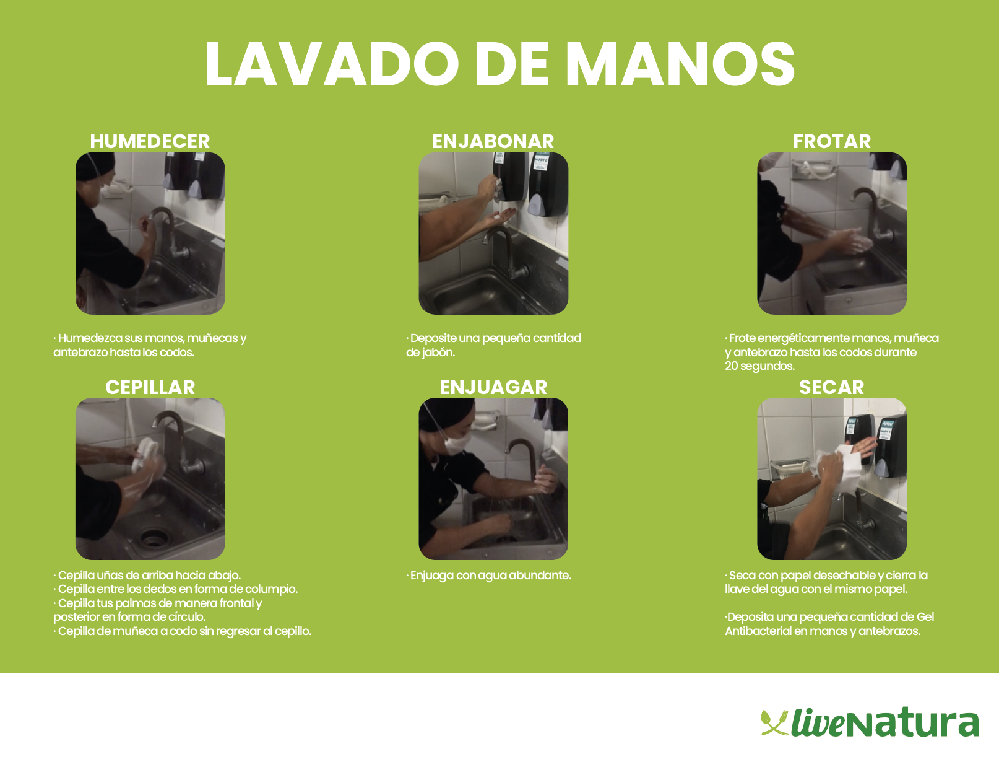 LAVADO DE MANOS
HUMEDECER
· Humedezca sus manos, muñecas y
antebrazo hasta los codos.
ENJABONAR
HANDY E
· Deposite una pequeña cantidad
de jabón.
FROTAR
· Frote energéticamente manos, muñeca
y antebrazo hasta los codos durante
20 segundos.
CEPILLAR
· Cepilla uñas de arriba hacia abajo.
· Cepilla entre los dedos en forma de columpio.
· Cepilla tus palmas de manera frontal y
posterior en forma de círculo.
· Cepilla de muñeca a codo sin regresar al cepillo.
ENJUAGAR
· Enjuaga con agua abundante.
SECAR
HANDY E
· Seca con papel desechable y cierra la
llave del agua con el mismo papel.
·Deposita una pequeña cantidad de Gel
Antibacterial en manos y antebrazos.
liveNatura